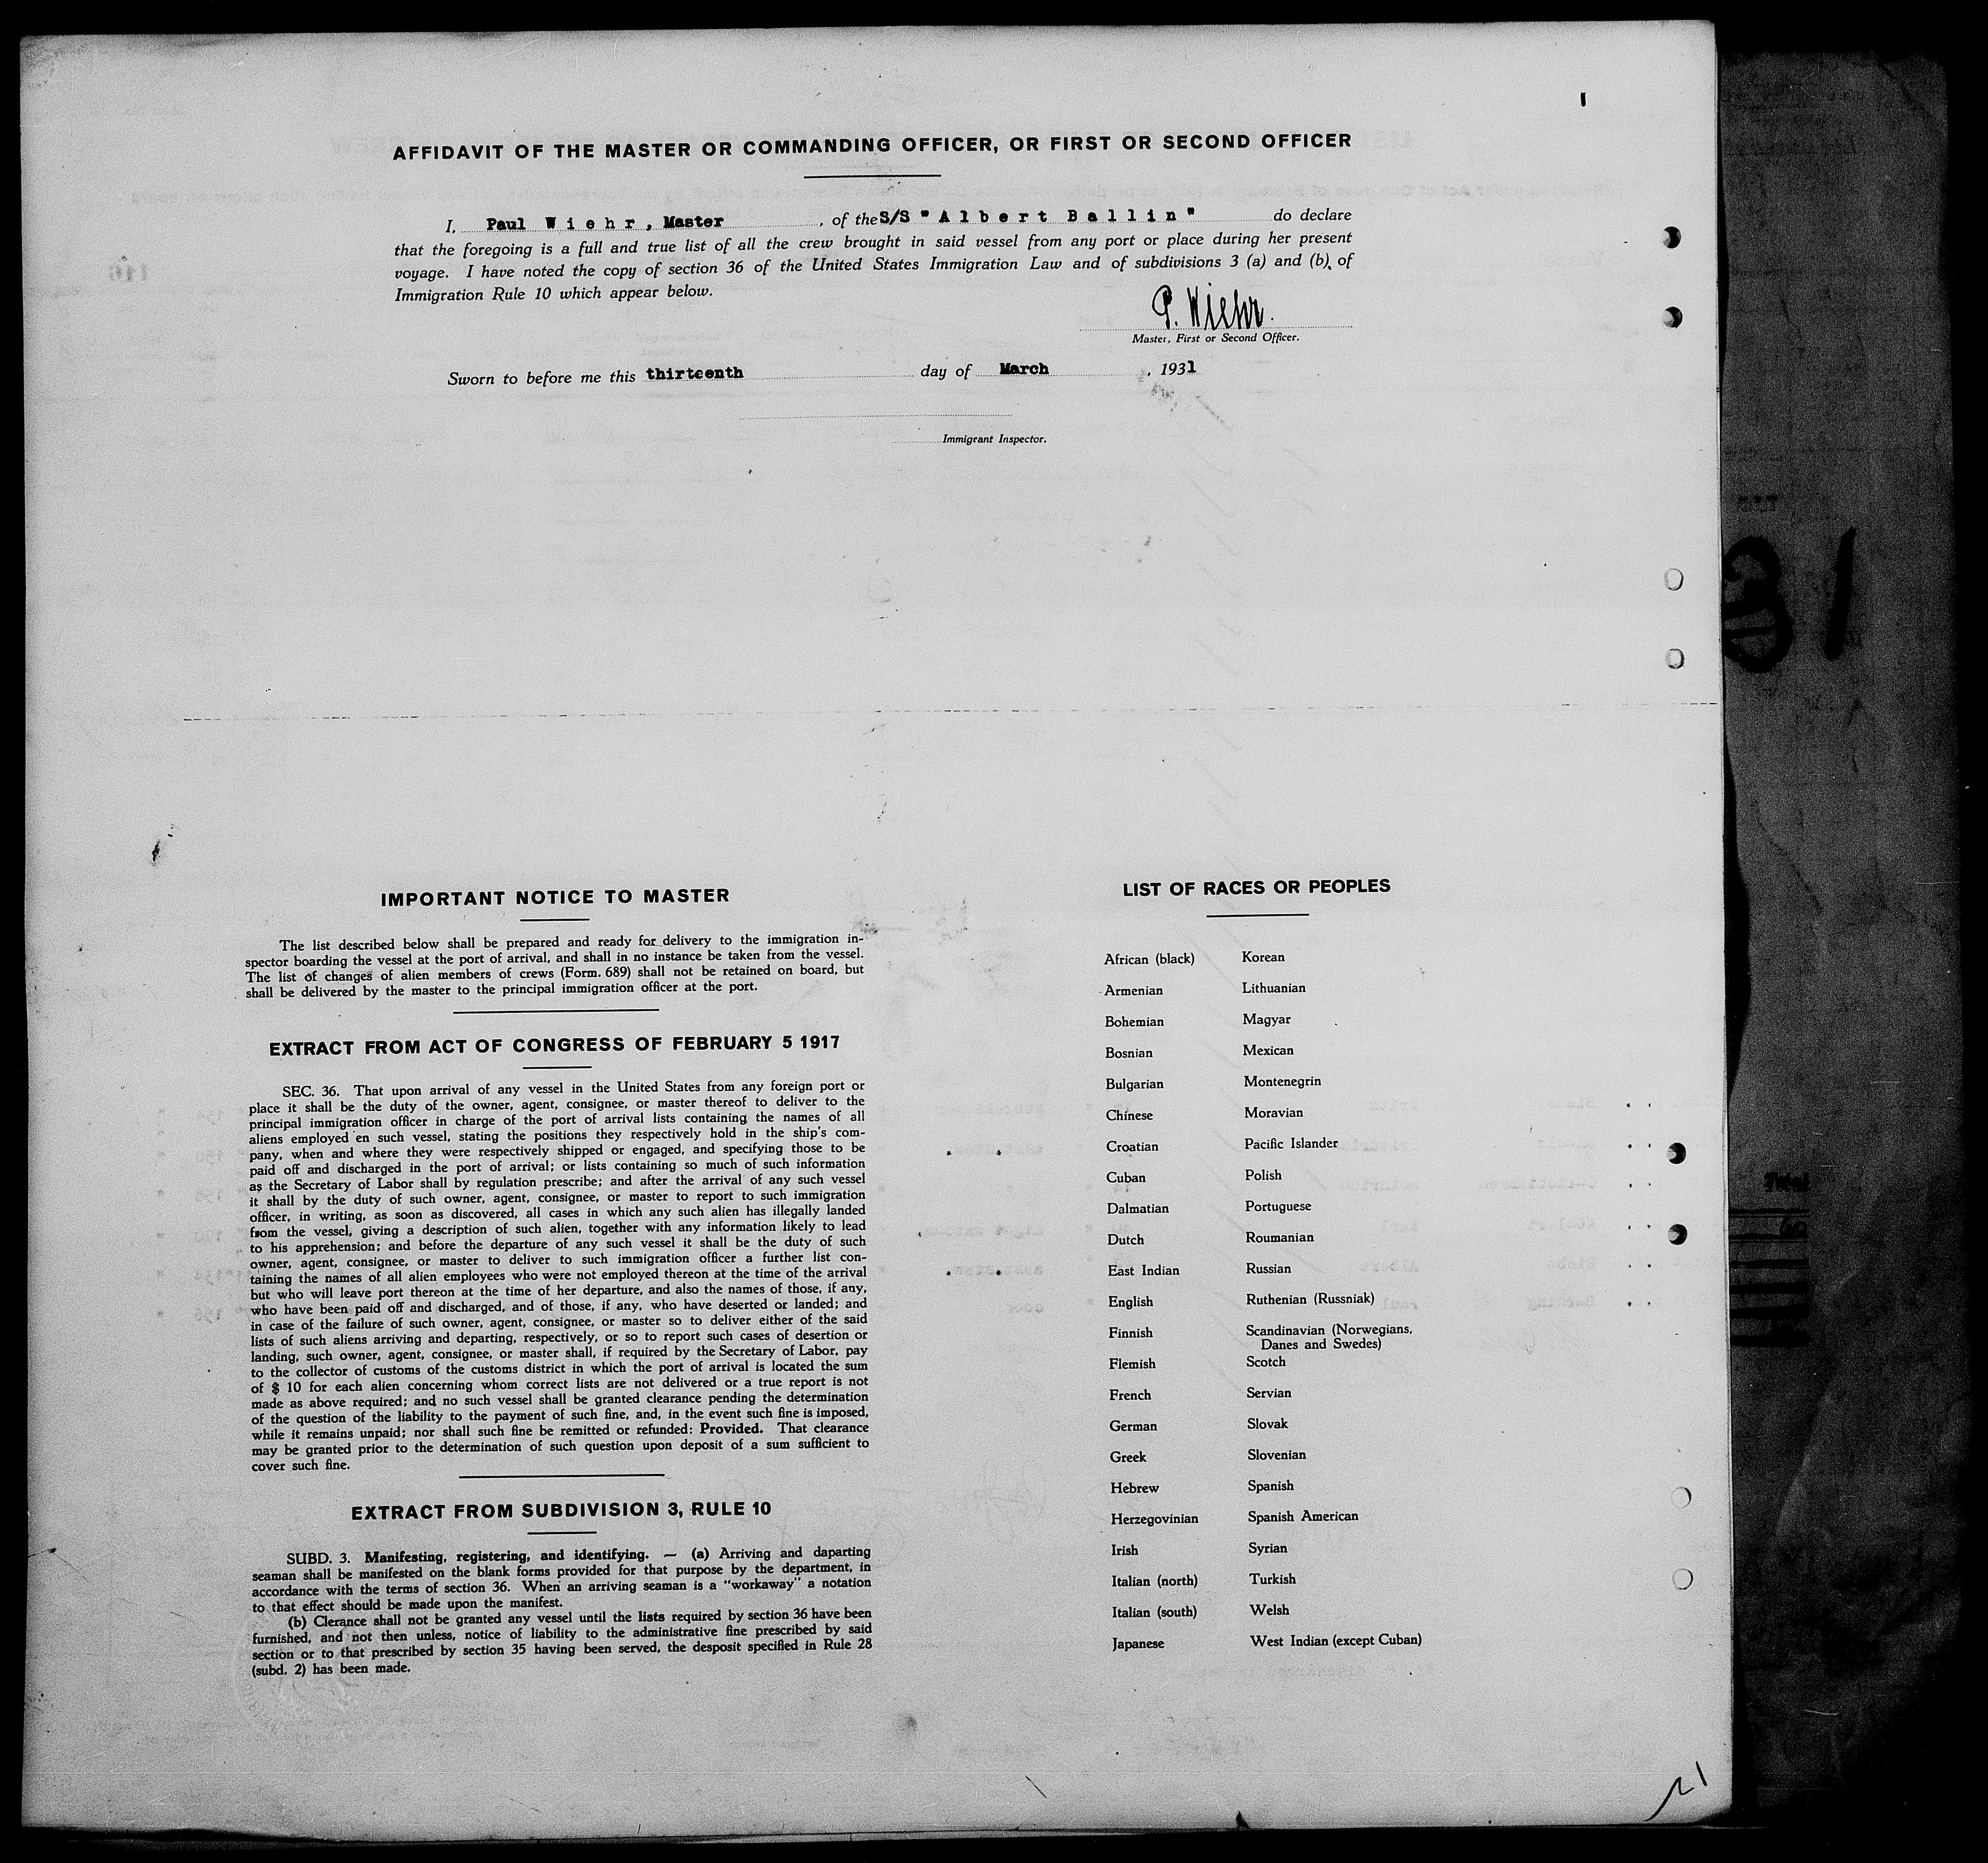 AFFIDAVIT OF THE MASTER OR COMMANDING OFFICER, OR FIRST OR SECOND OFFICER
I, Paul Wiehr, Master, of the S/S "Albert Ballin" do declare
that the foregoing is a full and true list of all the crew brought in said vessel from any port or place during her present
voyage. I have noted the copy of section 36 of the United States Immigration Law and of subdivisions 3 (a) and (b), of
Immigration Rule 10 which appear below.
P. Wiehr.
Master, First or Second Officer.
Sworn to before me this thirteenth day of March, 1931
Immigrant Inspector.
IMPORTANT NOTICE TO MASTER
The list described below shall be prepared and ready for delivery to the immigration in-
spector boarding the vessel at the port of arrival, and shall in no instance be taken from the vessel.
The list of changes of alien members of crews (Form. 689) shall not be retained on board, but
shall be delivered by the master to the principal immigration officer at the port.
EXTRACT FROM ACT OF CONGRESS OF FEBRUARY 5 1917
SEC. 36. That upon arrival of any vessel in the United States from any foreign port or
place it shall be the duty of the owner, agent, consignee, or master thereof to deliver to the
principal immigration officer in charge of the port of arrival lists containing the names of all
aliens employed en such vessel, stating the positions they respectively hold in the ship's com-
pany, when and where they were respectively shipped or engaged, and specifying those to be
paid off and discharged in the port of arrival; or lists containing so much of such information
as the Secretary of Labor shall by regulation prescribe; and after the arrival of any such vessel
it shall by the duty of such owner, agent, consignee, or master to report to such immigration
officer, in writing, as soon as discovered, all cases in which any such alien has illegally landed
from the vessel, giving a description of such alien, together with any information likely to lead
to his apprehension; and before the departure of any such vessel it shall be the duty of such
owner, agent, consignee, or master to deliver to such immigration officer a further list con-
taining the names of all alien employees who were not employed thereon at the time of the arrival
but who will leave port thereon at the time of her departure, and also the names of those, if any,
who have been paid off and discharged, and of those, if any, who have deserted or landed; and
in case of the failure of such owner, agent, consignee, or master so to deliver either of the said
lists of such aliens arriving and departing, respectively, or so to report such cases of desertion or
landing, such owner, agent, consignee, or master shall, if required by the Secretary of Labor, pay
to the collector of customs of the customs district in which the port of arrival is located the sum
of $ 10 for each alien concerning whom correct lists are not delivered or a true report is not
made as above required; and no such vessel shall be granted clearance pending the determination
of the question of the liability to the payment of such fine, and, in the event such fine is imposed,
while it remains unpaid; nor shall such fine be remitted or refunded: Provided. That clearance
may be granted prior to the determination of such question upon deposit of a sum sufficient to
cover such fine.
EXTRACT FROM SUBDIVISION 3, RULE 10
SUBD. 3. Manifesting, registering, and identifying. — (a) Arriving and daparting
seaman shall be manifested on the blank forms provided for that purpose by the department, in
accordance with the terms of section 36. When an arriving seaman is a "workaway" a notation
to that effect should be made upon the manifest.
(b) Clerance shall not be granted any vessel until the lists required by section 36 have been
furnished, and not then unless, notice of liability to the administrative fine prescribed by said
section or to that prescribed by section 35 having been served, the desposit specified in Rule 28
(subd. 2) has been made.
LIST OF RACES OR PEOPLES
African (black) Korean
Armenian Lithuanian
Bohemian Magyar
Bosnian Mexican
Bulgarian Montenegrin
Chinese Moravian
Croatian Pacific Islander
Cuban Polish
Dalmatian Portuguese
Dutch Roumanian
East Indian Russian
English Ruthenian (Russniak)
Finnish Scandinavian (Norwegians,
Danes and Swedes)
Flemish Scotch
French Servian
German Slovak
Greek Slovenian
Hebrew Spanish
Herzegovinian Spanish American
Irish Syrian
Italian (north) Turkish
Italian (south) Welsh
Japanese West Indian (except Cuban)
31
Total